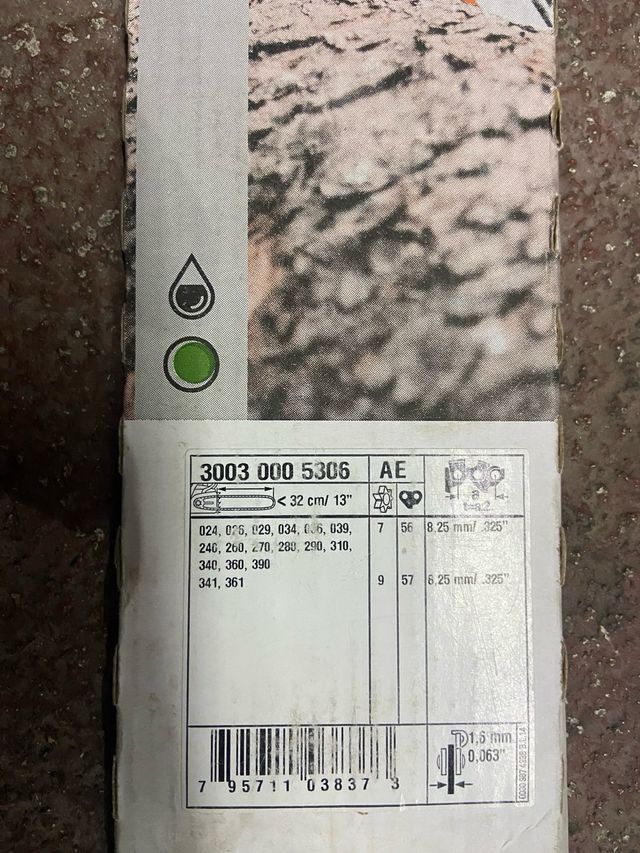 3003 000 5306 AE
a
t=a:2
< 32 cm/ 13"
024, 026, 029, 034, 036, 039, 7 56 8,25 mm/ .325"
240, 260, 270, 280, 290, 310,
340, 360, 390
341, 361 9 57 8,25 mm/ .325"
1,6 mm
0,063"
7 95711 03837 3